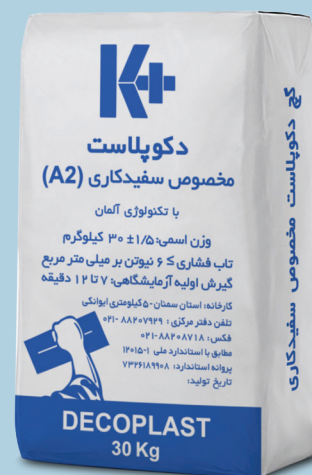 K+
دکوپلاست
مخصوص سفیدکاری (A2)
با تکنولوژی آلمان
وزن اسمی: ۱/۵± ۳۰ کیلوگرم
تاب فشاری ≥ ۶ نیوتن بر میلی متر مربع
گیرش اولیه آزمایشگاهی: ۷ تا ۱۲ دقیقه
کارخانه: استان سمنان - ۵ کیلومتری ایوانکی
تلفن دفتر مرکزی: ۸۸۲۰۷۹۲۹ -۰۲۱
فکس: ۸۸۲۰۸۷۱۸-۰۲۱
مطابق با استاندارد ملی ۱-۱۲۰۱۵
پروانه استاندارد: ۷۳۲۶۱۸۹۹۰۸
تاریخ تولید:
DECOPLAST
30 Kg
گچ دکوپلاست مخصوص سفیدکاری